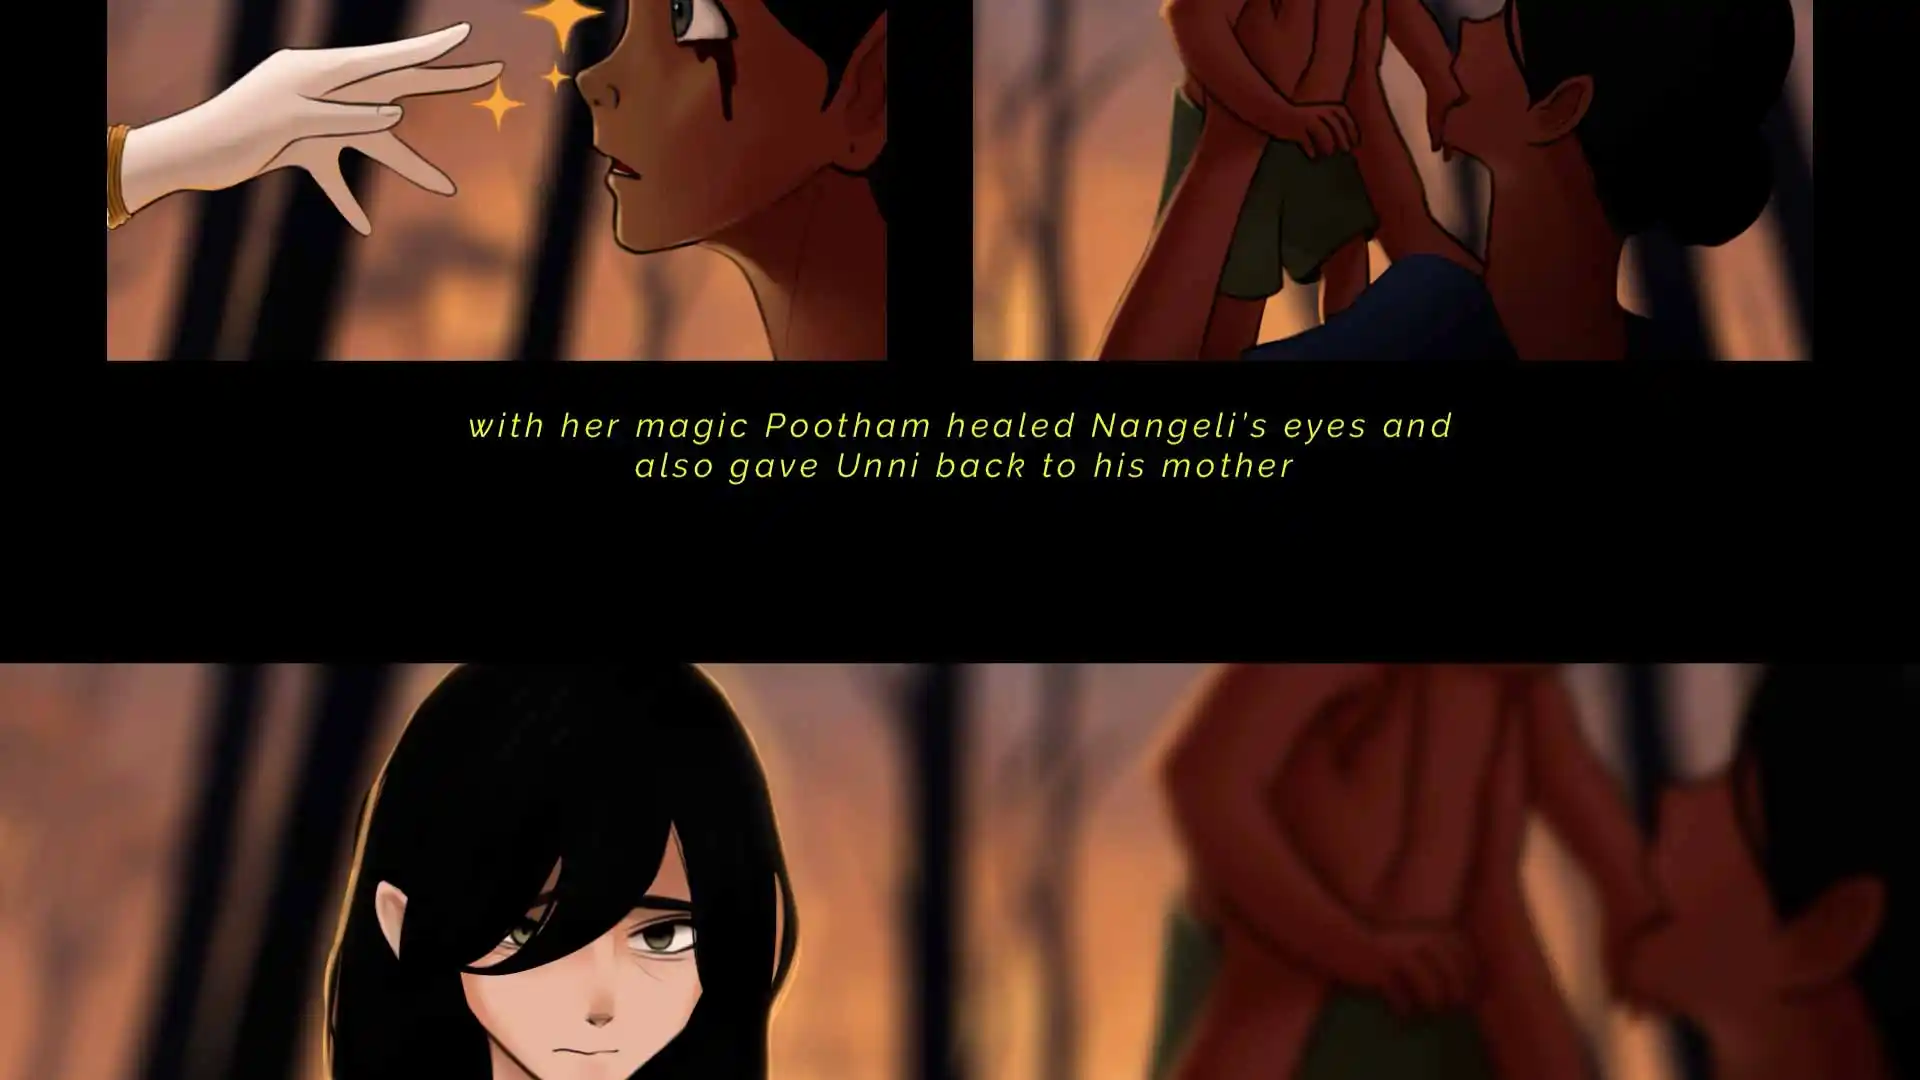 with her magic Pootham healed Nangeli's eyes and
also gave Unni back to his mother